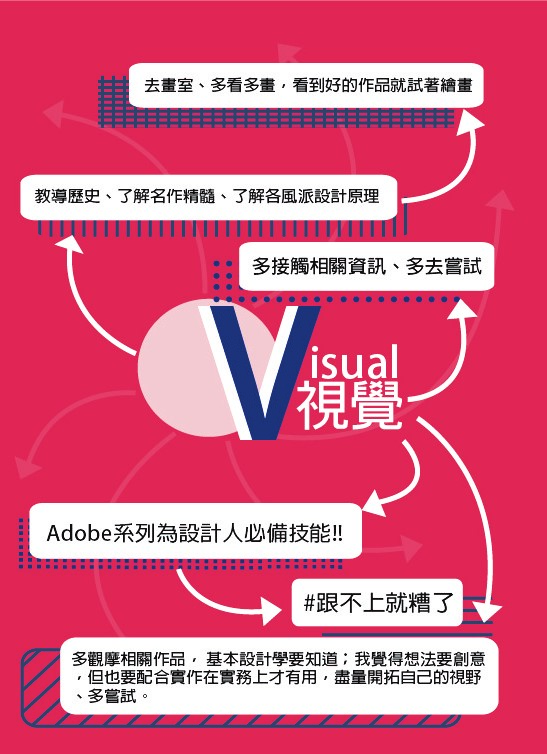 去畫室、多看多畫，看到好的作品就試著繪畫
教導歷史、了解名作精髓、了解各風派設計原理
多接觸相關資訊、多去嘗試
Visual
視覺
Adobe系列為設計人必備技能!!
#跟不上就糟了
多觀摩相關作品， 基本設計學要知道；我覺得想法要創意
，但也要配合實作在實務上才有用，盡量開拓自己的視野
、多嘗試。